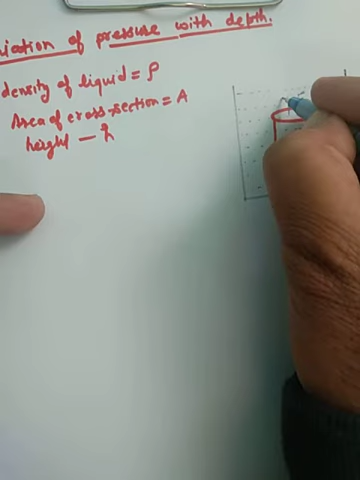 iation of pressure with depth.
density of liquid = ρ
Area of cross-section = A
height — h